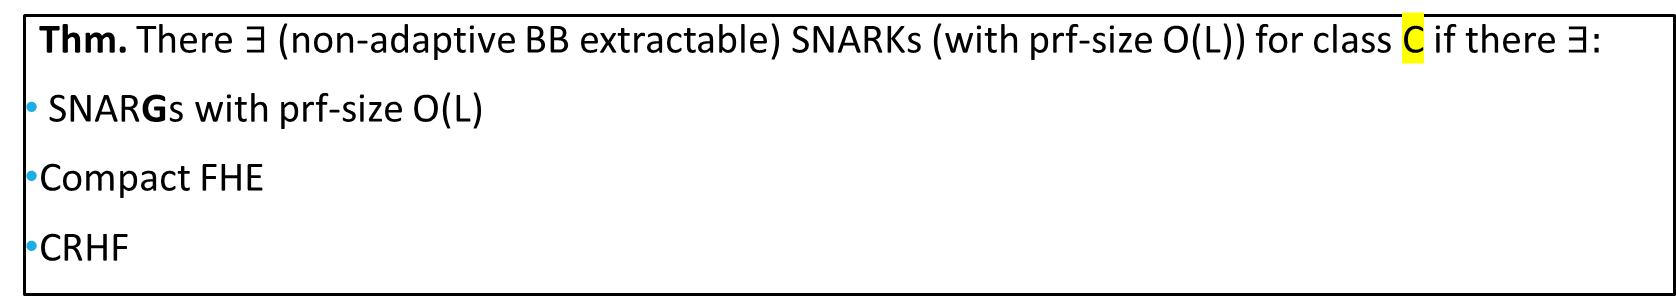 Thm. There ∃ (non-adaptive BB extractable) SNARKs (with prf-size O(L)) for class C if there ∃:
• SNARGs with prf-size O(L)
•Compact FHE
•CRHF